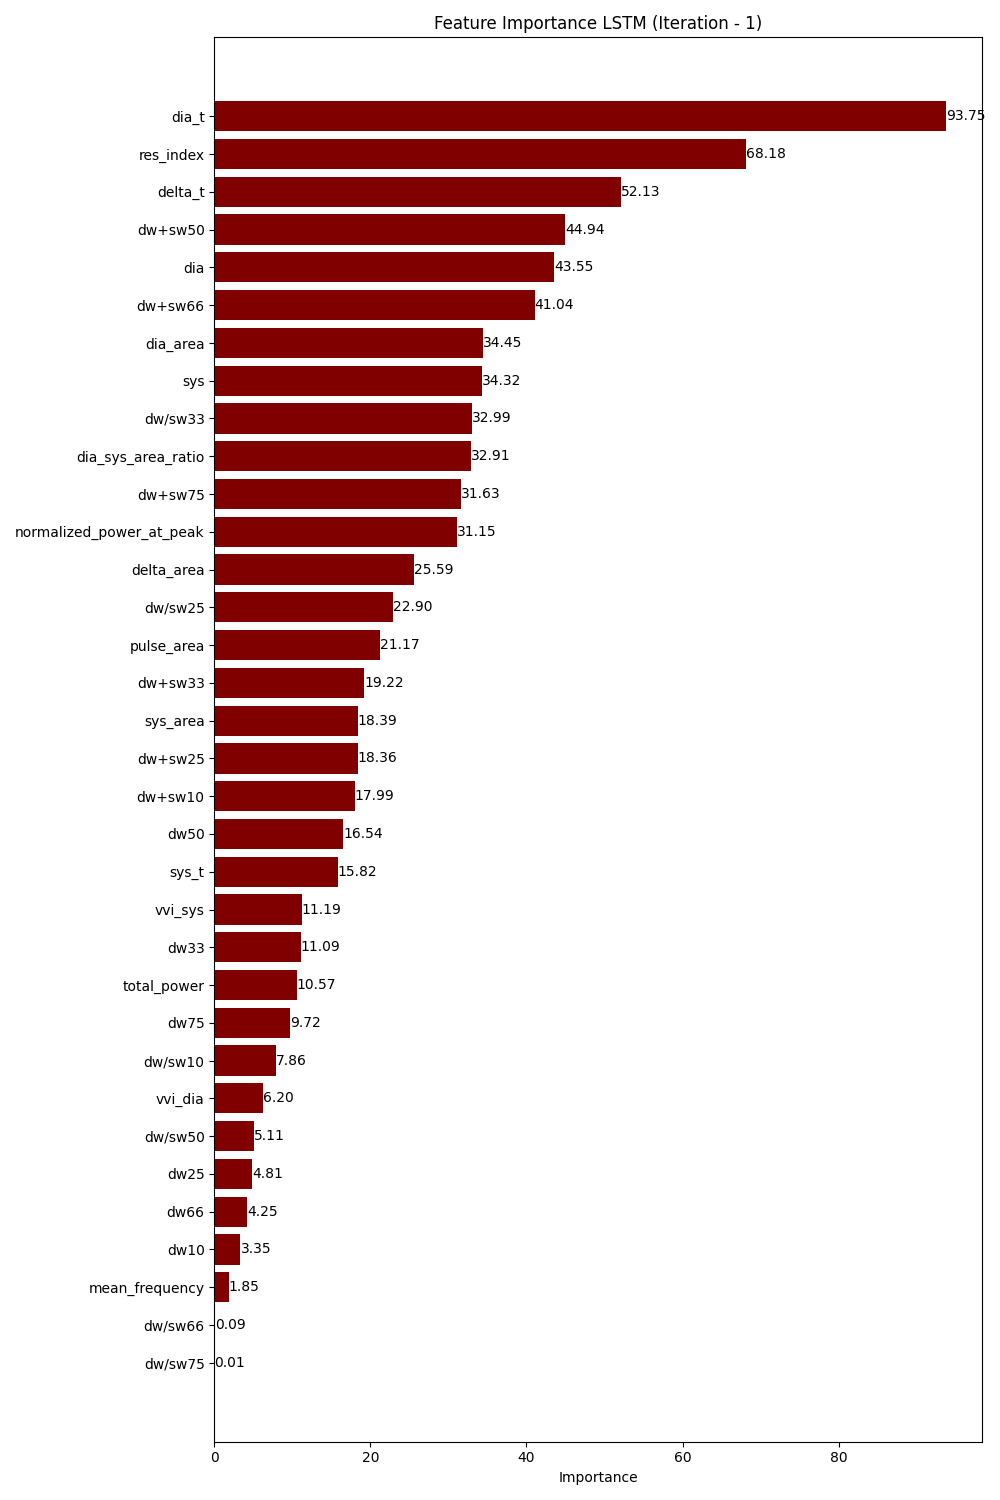 Feature Importance LSTM (Iteration - 1)
dia_t 93.75
res_index 68.18
delta_t 52.13
dw+sw50 44.94
dia 43.55
dw+sw66 41.04
dia_area 34.45
sys 34.32
dw/sw33 32.99
dia_sys_area_ratio 32.91
dw+sw75 31.63
normalized_power_at_peak 31.15
delta_area 25.59
dw/sw25 22.90
pulse_area 21.17
dw+sw33 19.22
sys_area 18.39
dw+sw25 18.36
dw+sw10 17.99
dw50 16.54
sys_t 15.82
vvi_sys 11.19
dw33 11.09
total_power 10.57
dw75 9.72
dw/sw10 7.86
vvi_dia 6.20
dw/sw50 5.11
dw25 4.81
dw66 4.25
dw10 3.35
mean_frequency 1.85
dw/sw66 0.09
dw/sw75 0.01
0 20 40 60 80
Importance